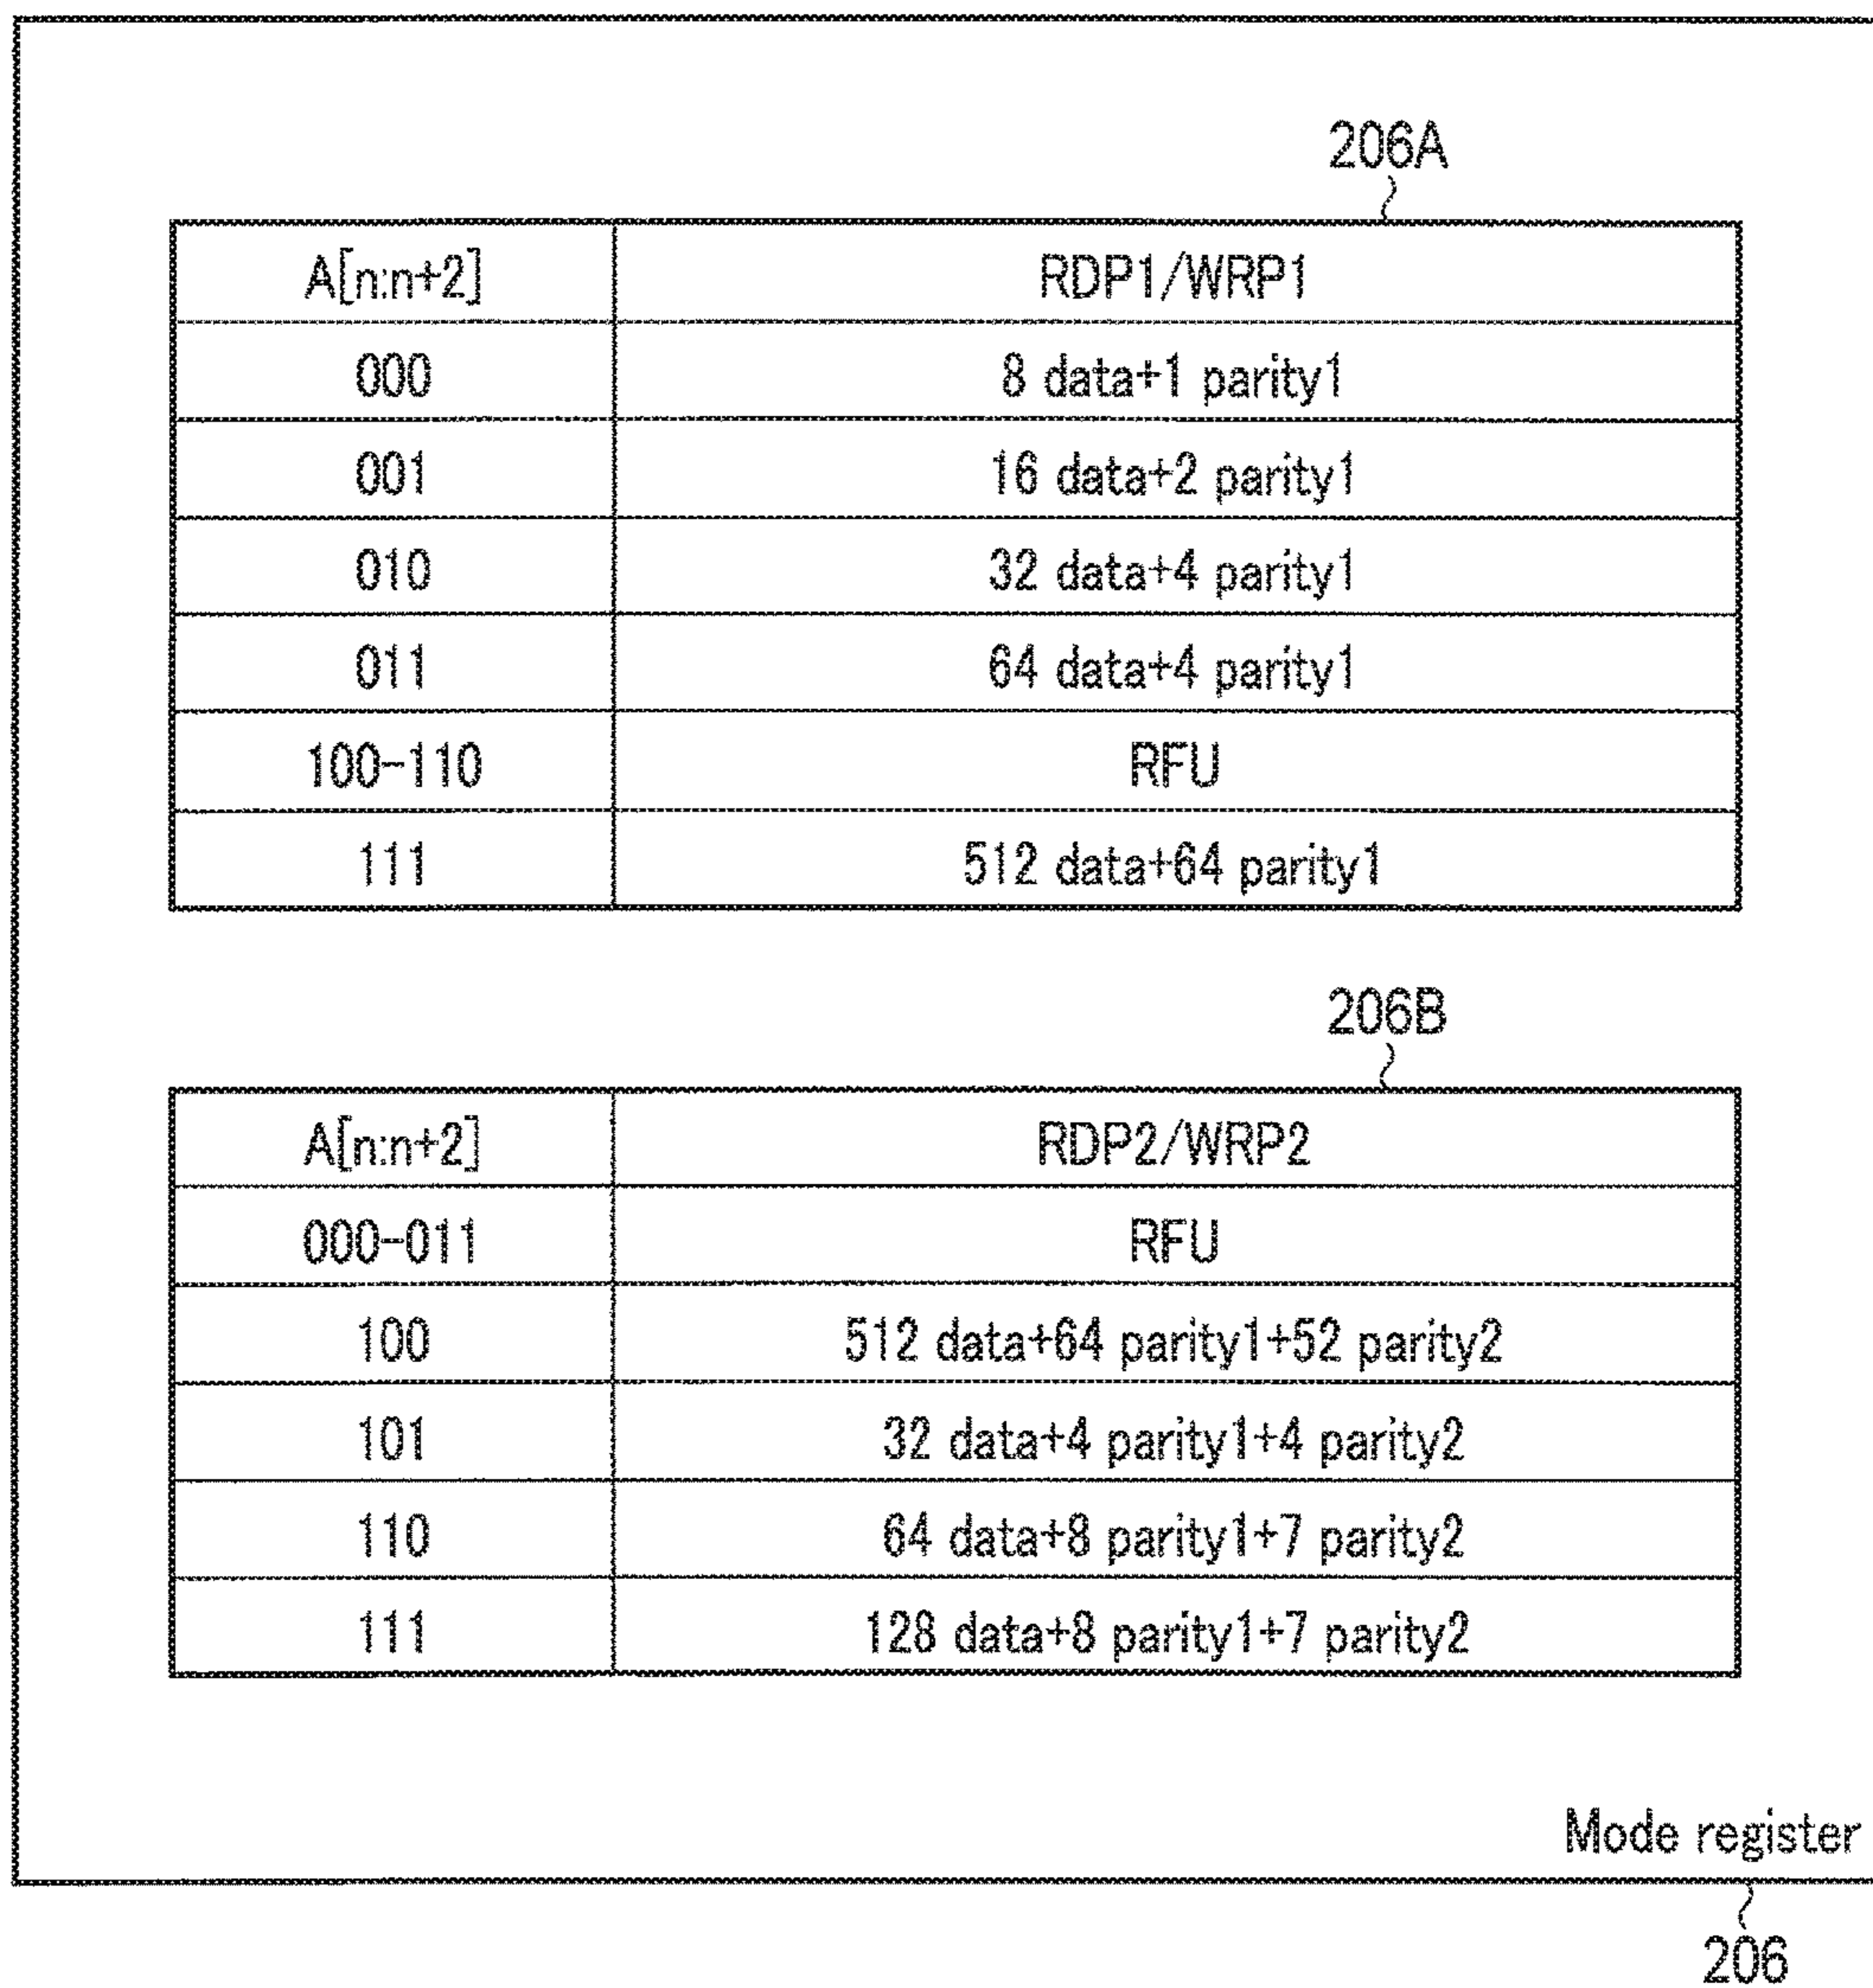 206A
A[n:n+2] RDP1/WRP1
000 8 data+1 parity1
001 16 data+2 parity1
010 32 data+4 parity1
011 64 data+4 parity1
100-110 RFU
111 512 data+64 parity1
206B
A[n:n+2] RDP2/WRP2
000-011 RFU
100 512 data+64 parity1+52 parity2
101 32 data+4 parity1+4 parity2
110 64 data+8 parity1+7 parity2
111 128 data+8 parity1+7 parity2
Mode register
206